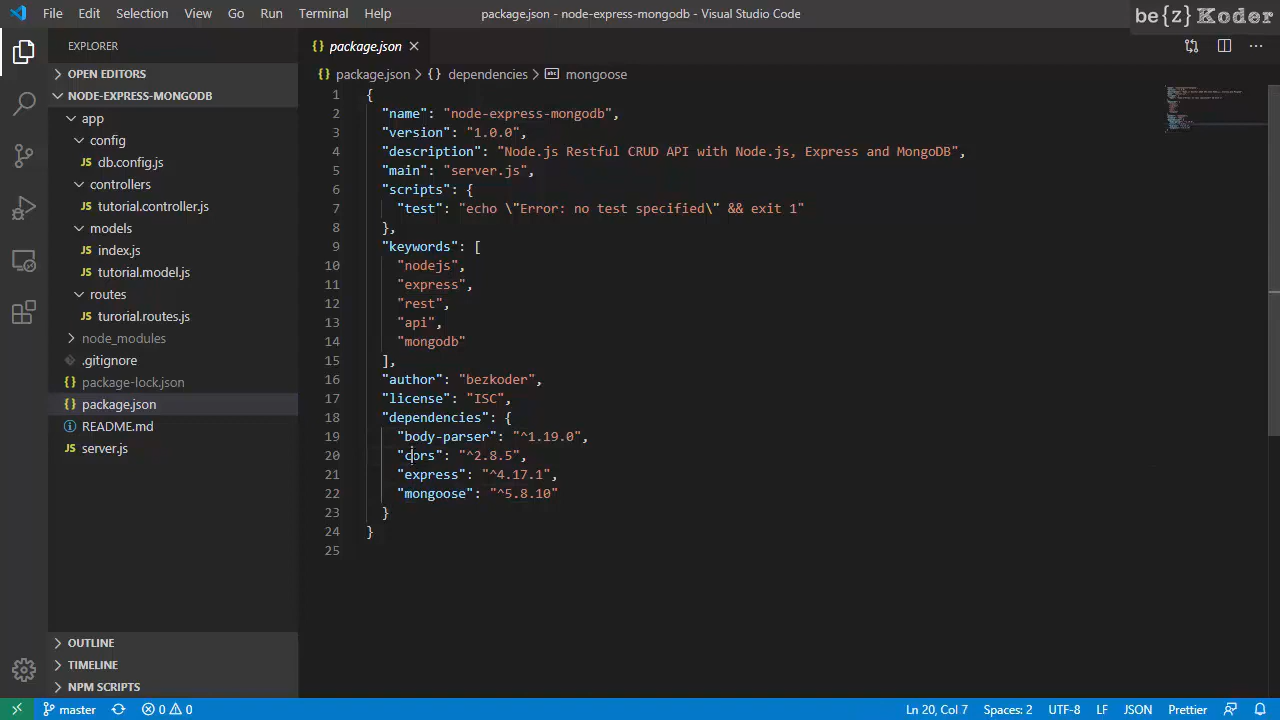 File Edit Selection View Go Run Terminal Help package.json - node-express-mongodb - Visual Studio Code be{z}Koder
EXPLORER
OPEN EDITORS
NODE-EXPRESS-MONGODB
app
config
db.config.js
controllers
tutorial.controller.js
models
index.js
tutorial.model.js
routes
turorial.routes.js
node_modules
.gitignore
package-lock.json
package.json
README.md
server.js
OUTLINE
TIMELINE
NPM SCRIPTS
package.json
package.json > {} dependencies > abc mongoose
1 {
2 "name": "node-express-mongodb",
3 "version": "1.0.0",
4 "description": "Node.js Restful CRUD API with Node.js, Express and MongoDB",
5 "main": "server.js",
6 "scripts": {
7 "test": "echo \"Error: no test specified\" && exit 1"
8 },
9 "keywords": [
10 "nodejs",
11 "express",
12 "rest",
13 "api",
14 "mongodb"
15 ],
16 "author": "bezkoder",
17 "license": "ISC",
18 "dependencies": {
19 "body-parser": "^1.19.0",
20 "cors": "^2.8.5",
21 "express": "^4.17.1",
22 "mongoose": "^5.8.10"
23 }
24 }
25
master 0 0 Ln 20, Col 7 Spaces: 2 UTF-8 LF JSON Prettier